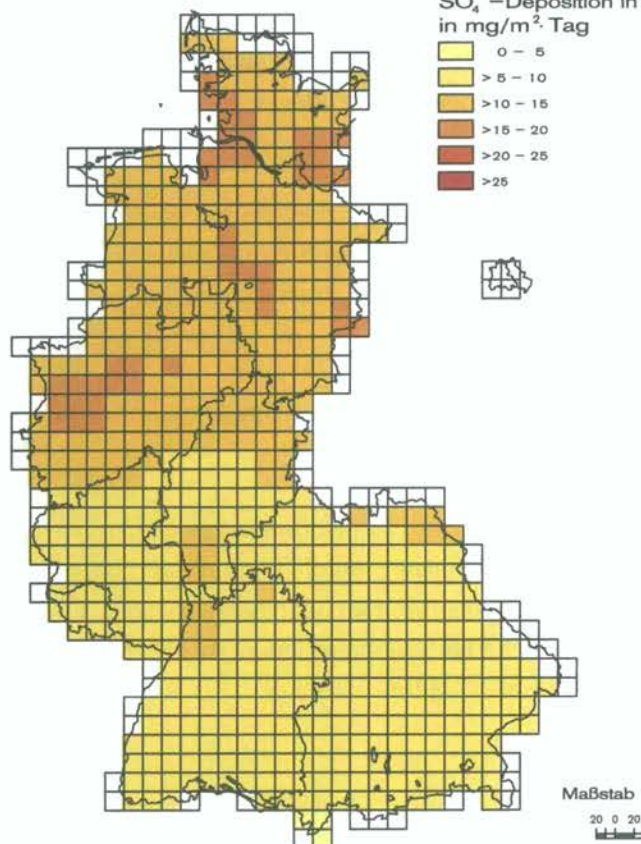 SO₄ -Deposition in
in mg/m²· Tag
0 - 5
>5 - 10
>10 - 15
>15 - 20
>20 - 25
>25
Maßstab
20 0 20